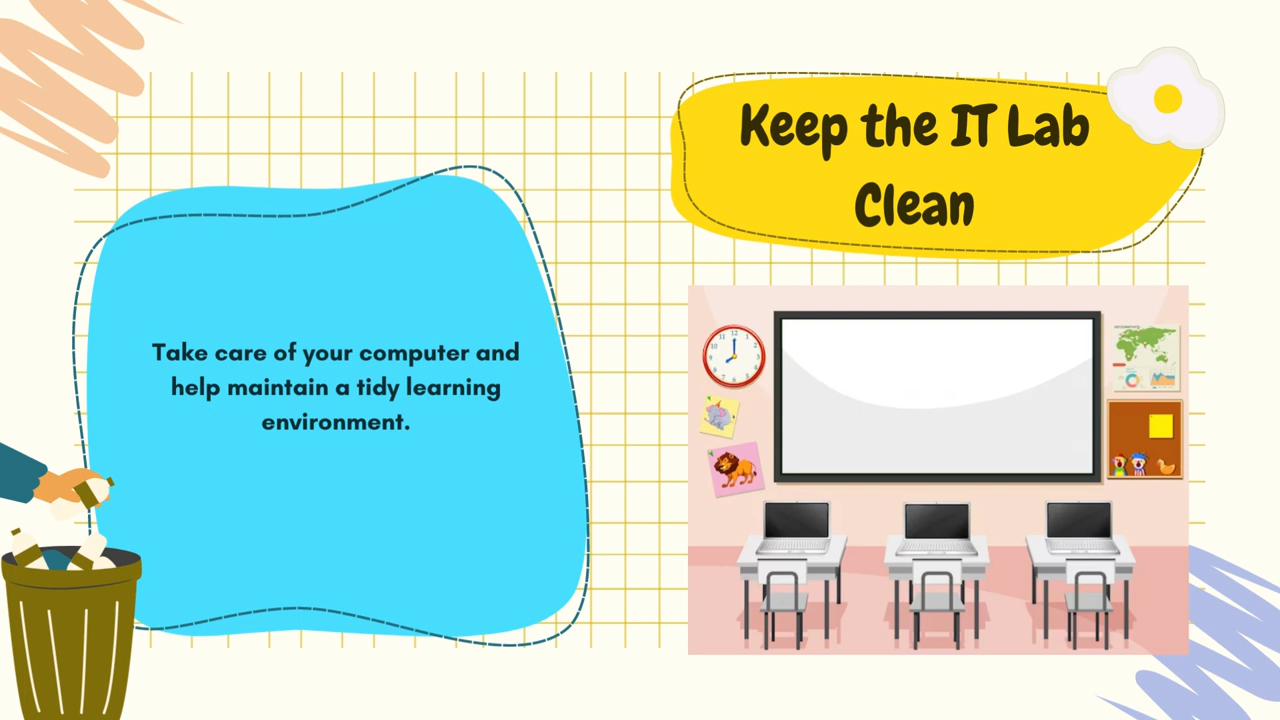 Keep the IT Lab
Clean
Take care of your computer and
help maintain a tidy learning
environment.